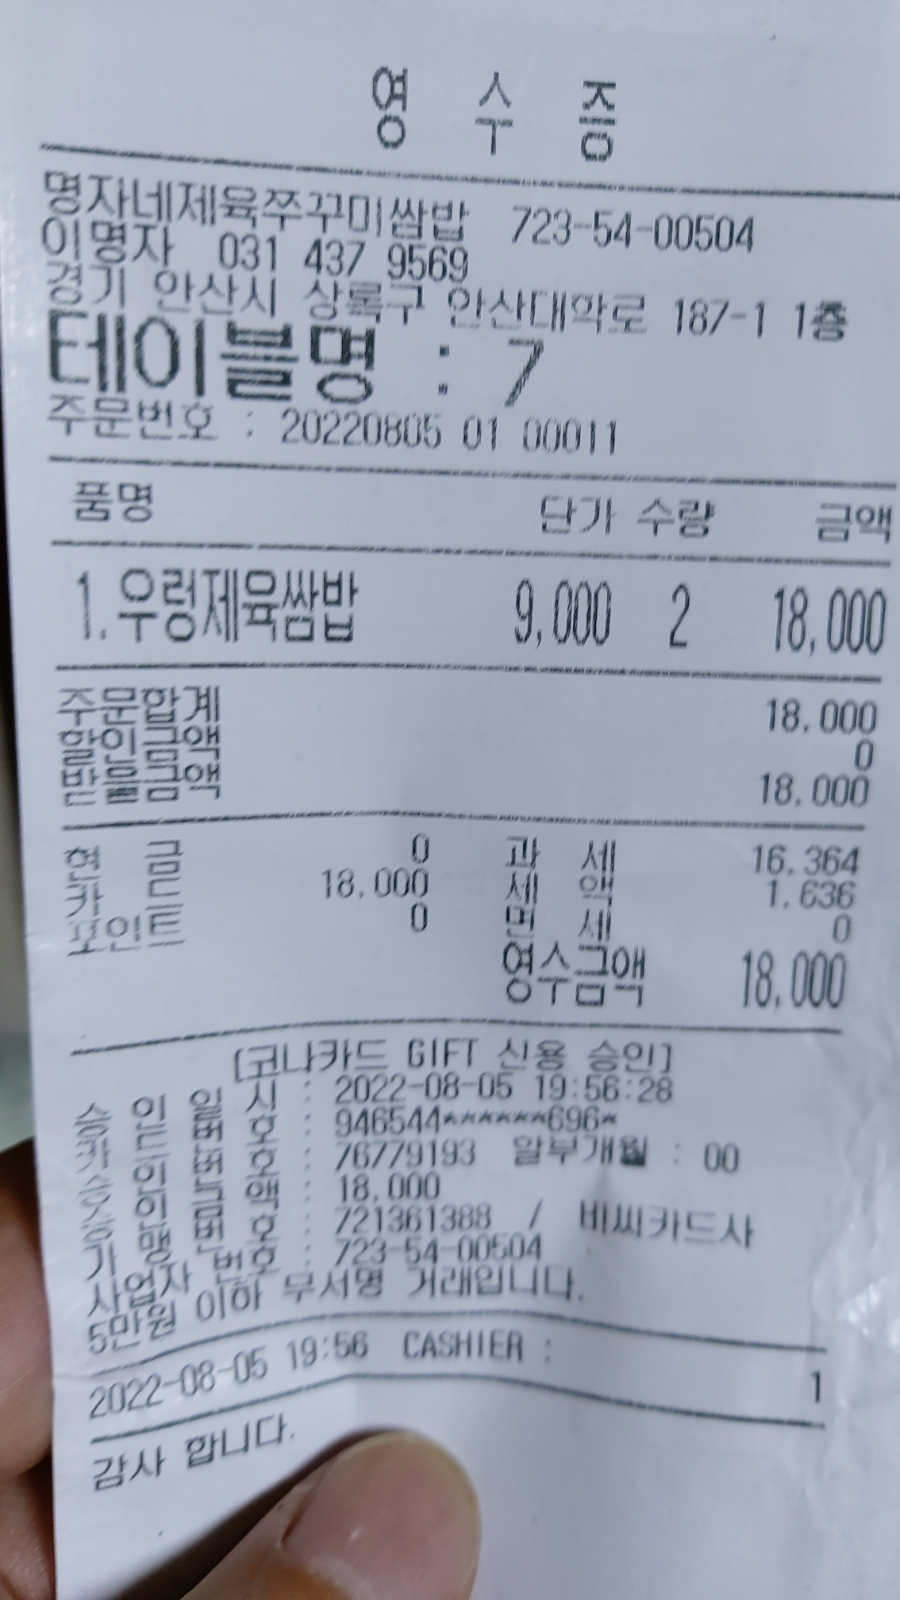 영 수 증
명자네제육쭈꾸미쌈밥 723-54-00504
이명자 031 437 9569
경기 안산시 상록구 안산대학로 187-1 1층
테이블명 : 7
주문번호 : 20220805 01 00011
품명 단가 수량 금액
1.우렁제육쌈밥 9,000 2 18,000
주문합계 18,000
할인금액 0
받을금액 18,000
현 금 0 과 세 16,364
카 드 18,000 세 액 1,636
포 인 트 0 면 세 0
영수금액 18,000
[코나카드 GIFT 신용 승인]
승 인 일 시 : 2022-08-05 19:56:28
카 드 번 호 : 946544******696*
승 인 번 호 : 76779193 할부개월 : 00
승 인 금 액 : 18,000
가 맹 번 호 : 721361388 / 비씨카드사
사업자 번호 : 723-54-00504
5만원 이하 무서명 거래입니다.
2022-08-05 19:56 CASHIER : 1
감사 합니다.